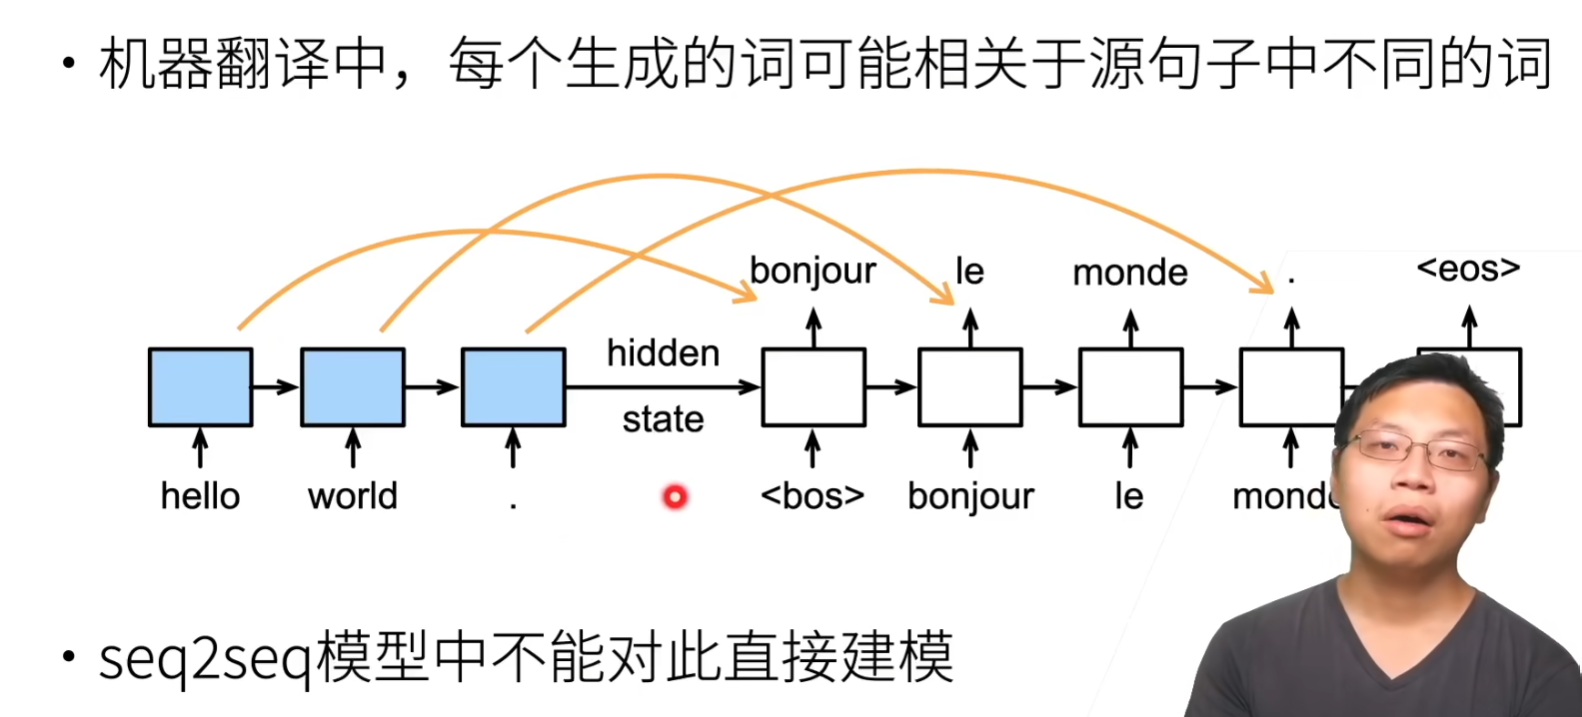 • 机器翻译中，每个生成的词可能相关于源句子中不同的词
bonjour le monde . <eos>
hidden
state
hello world . <bos> bonjour le
• seq2seq模型中不能对此直接建模